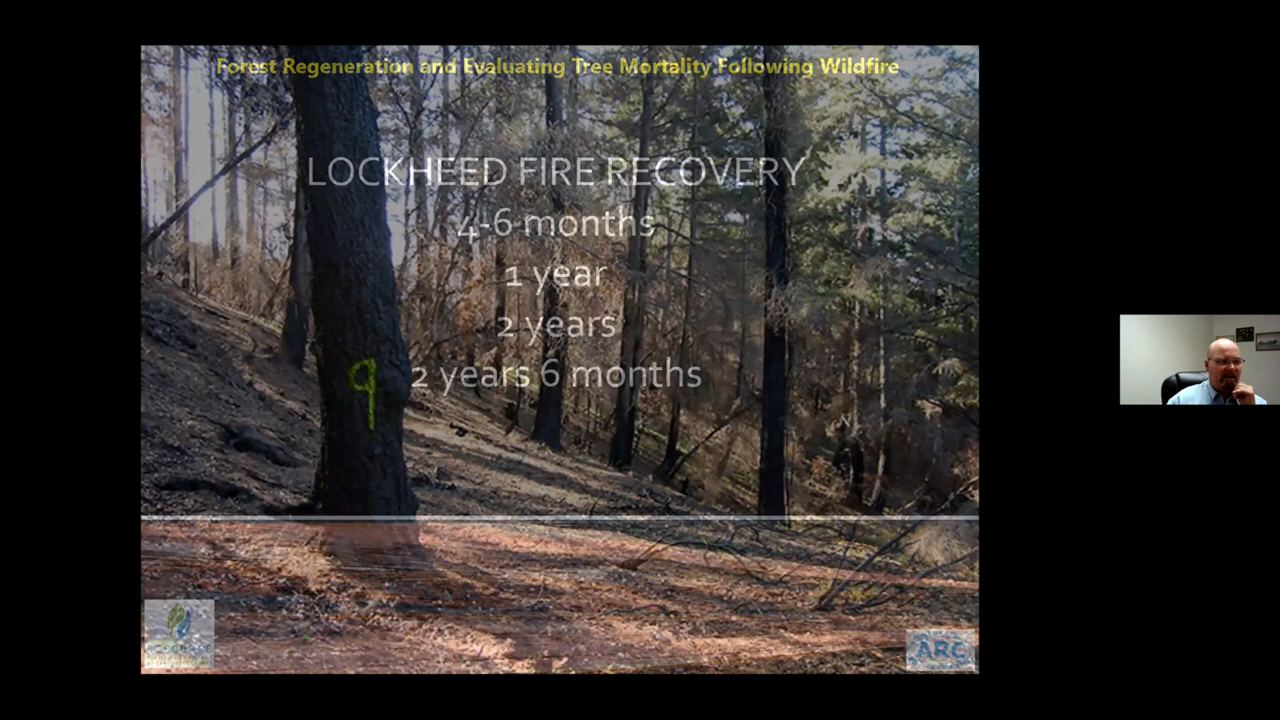 Forest Regeneration and Evaluating Tree Mortality Following Wildfire
LOCKHEED FIRE RECOVERY
4-6 months
1 year
2 years
2 years 6 months
9
ARC